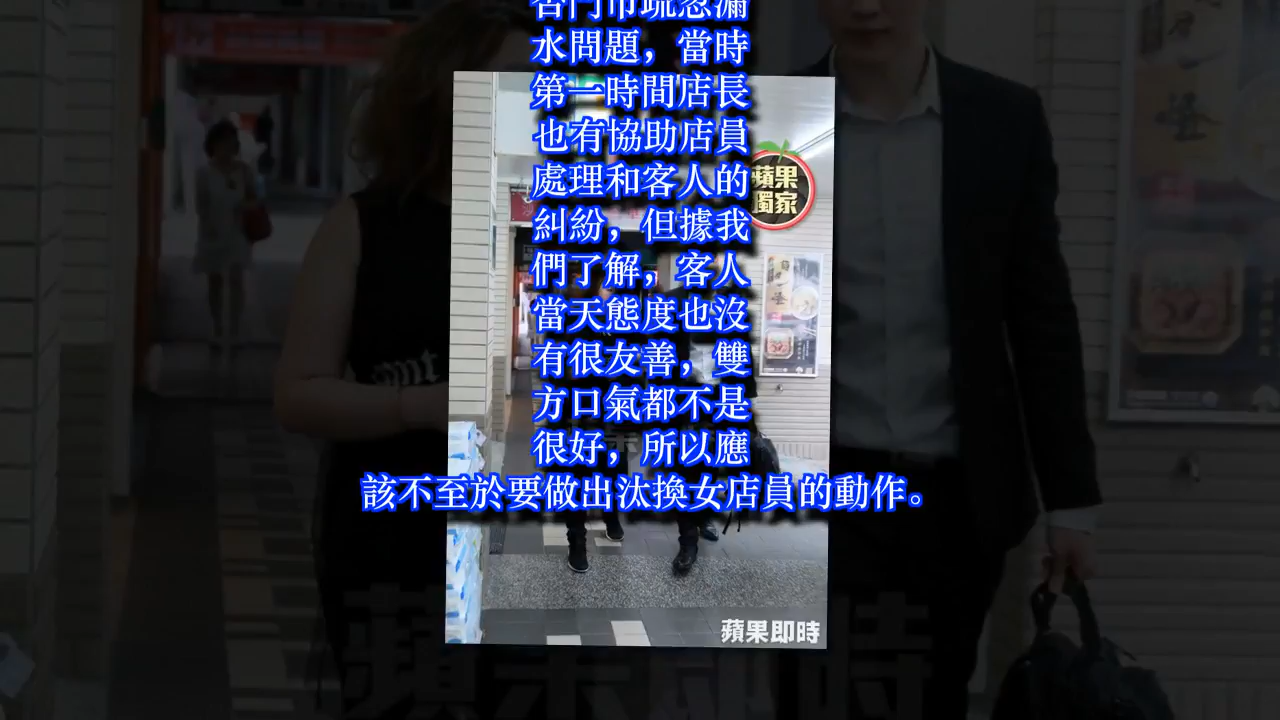 水問題，當時
第一時間店長
也有協助店員
處理和客人的
糾紛，但據我
們了解，客人
當天態度也沒
有很友善，雙
方口氣都不是
很好，所以應
該不至於要做出汰換女店員的動作。
蘋果
獨家
蘋果即時